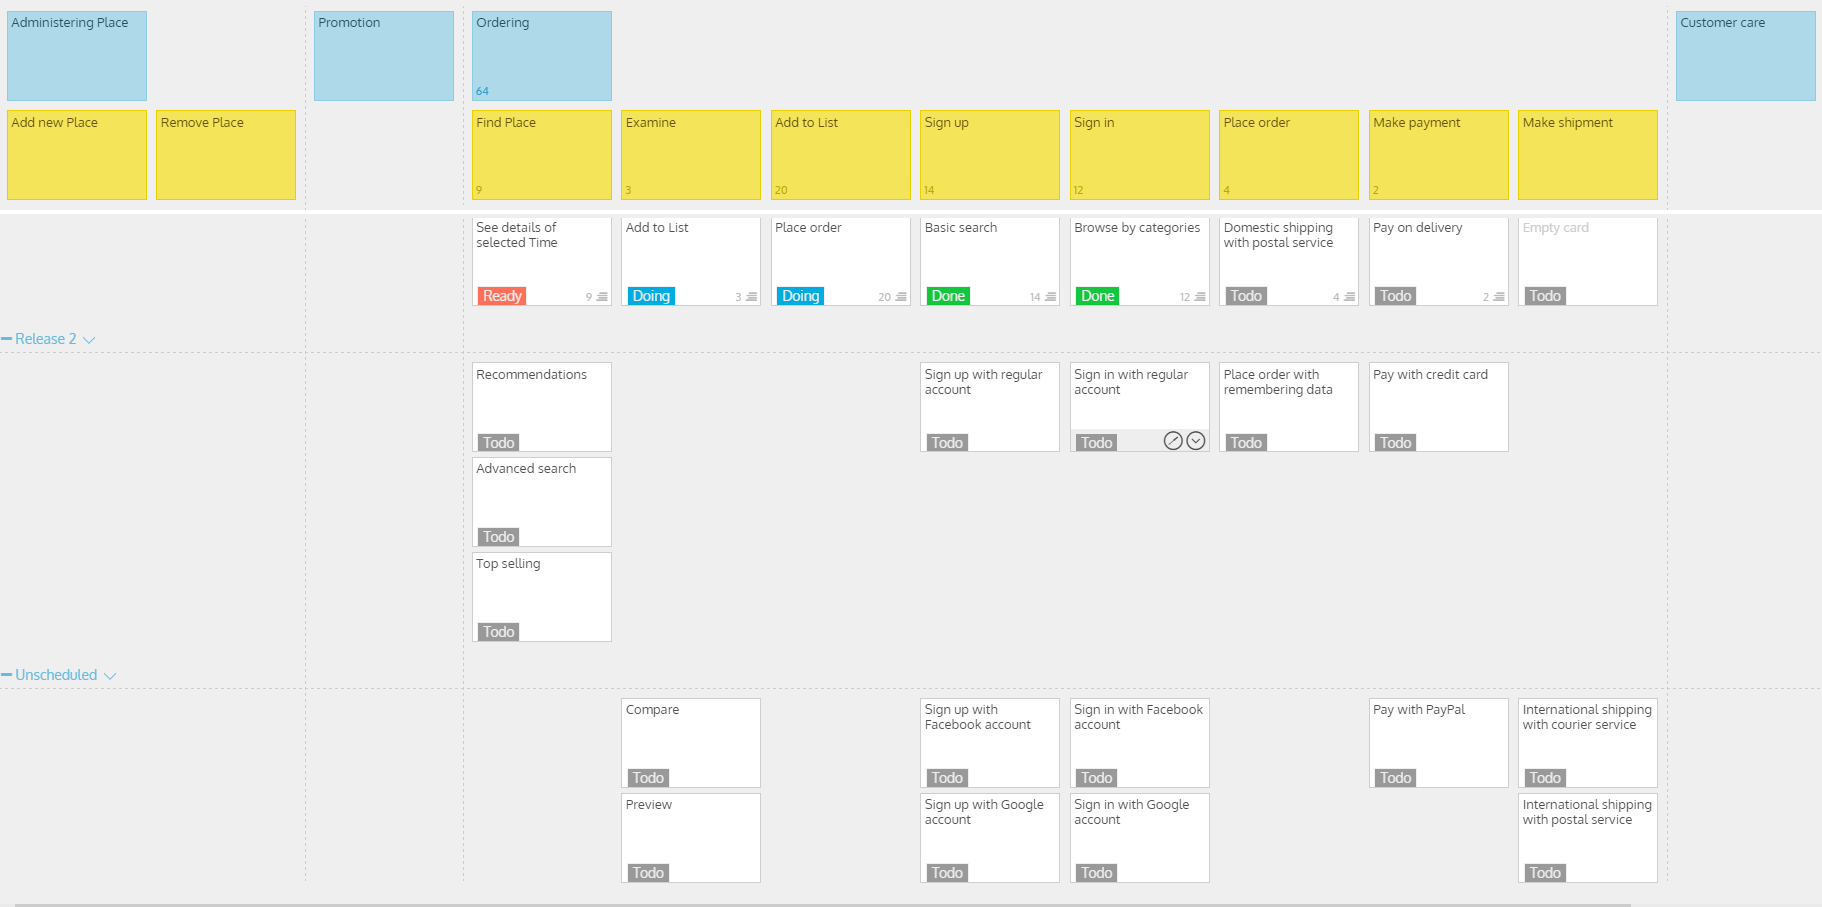 Administering Place
Promotion
Ordering
64
Customer care
Add new Place
Remove Place
Find Place
9
Examine
3
Add to List
20
Sign up
14
Sign in
12
Place order
4
Make payment
2
Make shipment
See details of
selected Time
Ready 9
Add to List
Doing 3
Place order
Doing 20
Basic search
Done 14
Browse by categories
Done 12
Domestic shipping
with postal service
Todo 4
Pay on delivery
Todo 2
Empty card
Todo
Release 2
Recommendations
Todo
Sign up with regular
account
Todo
Sign in with regular
account
Todo
Place order with
remembering data
Todo
Pay with credit card
Todo
Advanced search
Todo
Top selling
Todo
Unscheduled
Compare
Todo
Sign up with
Facebook account
Todo
Sign in with Facebook
account
Todo
Pay with PayPal
Todo
International shipping
with courier service
Todo
Preview
Todo
Sign up with Google
account
Todo
Sign in with Google
account
Todo
International shipping
with postal service
Todo